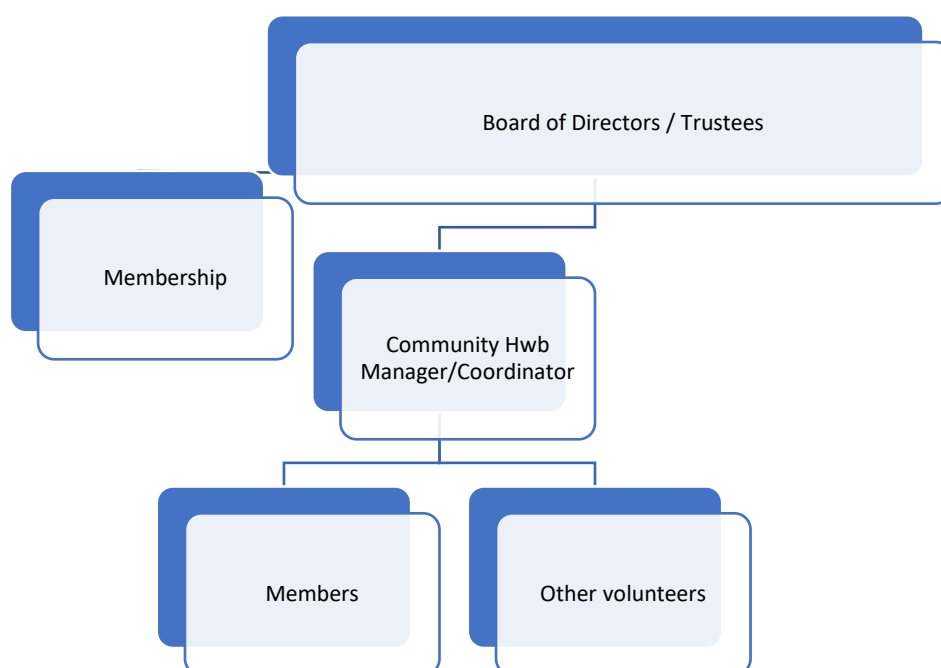 Board of Directors / Trustees
Membership
Community Hwb
Manager/Coordinator
Members
Other volunteers